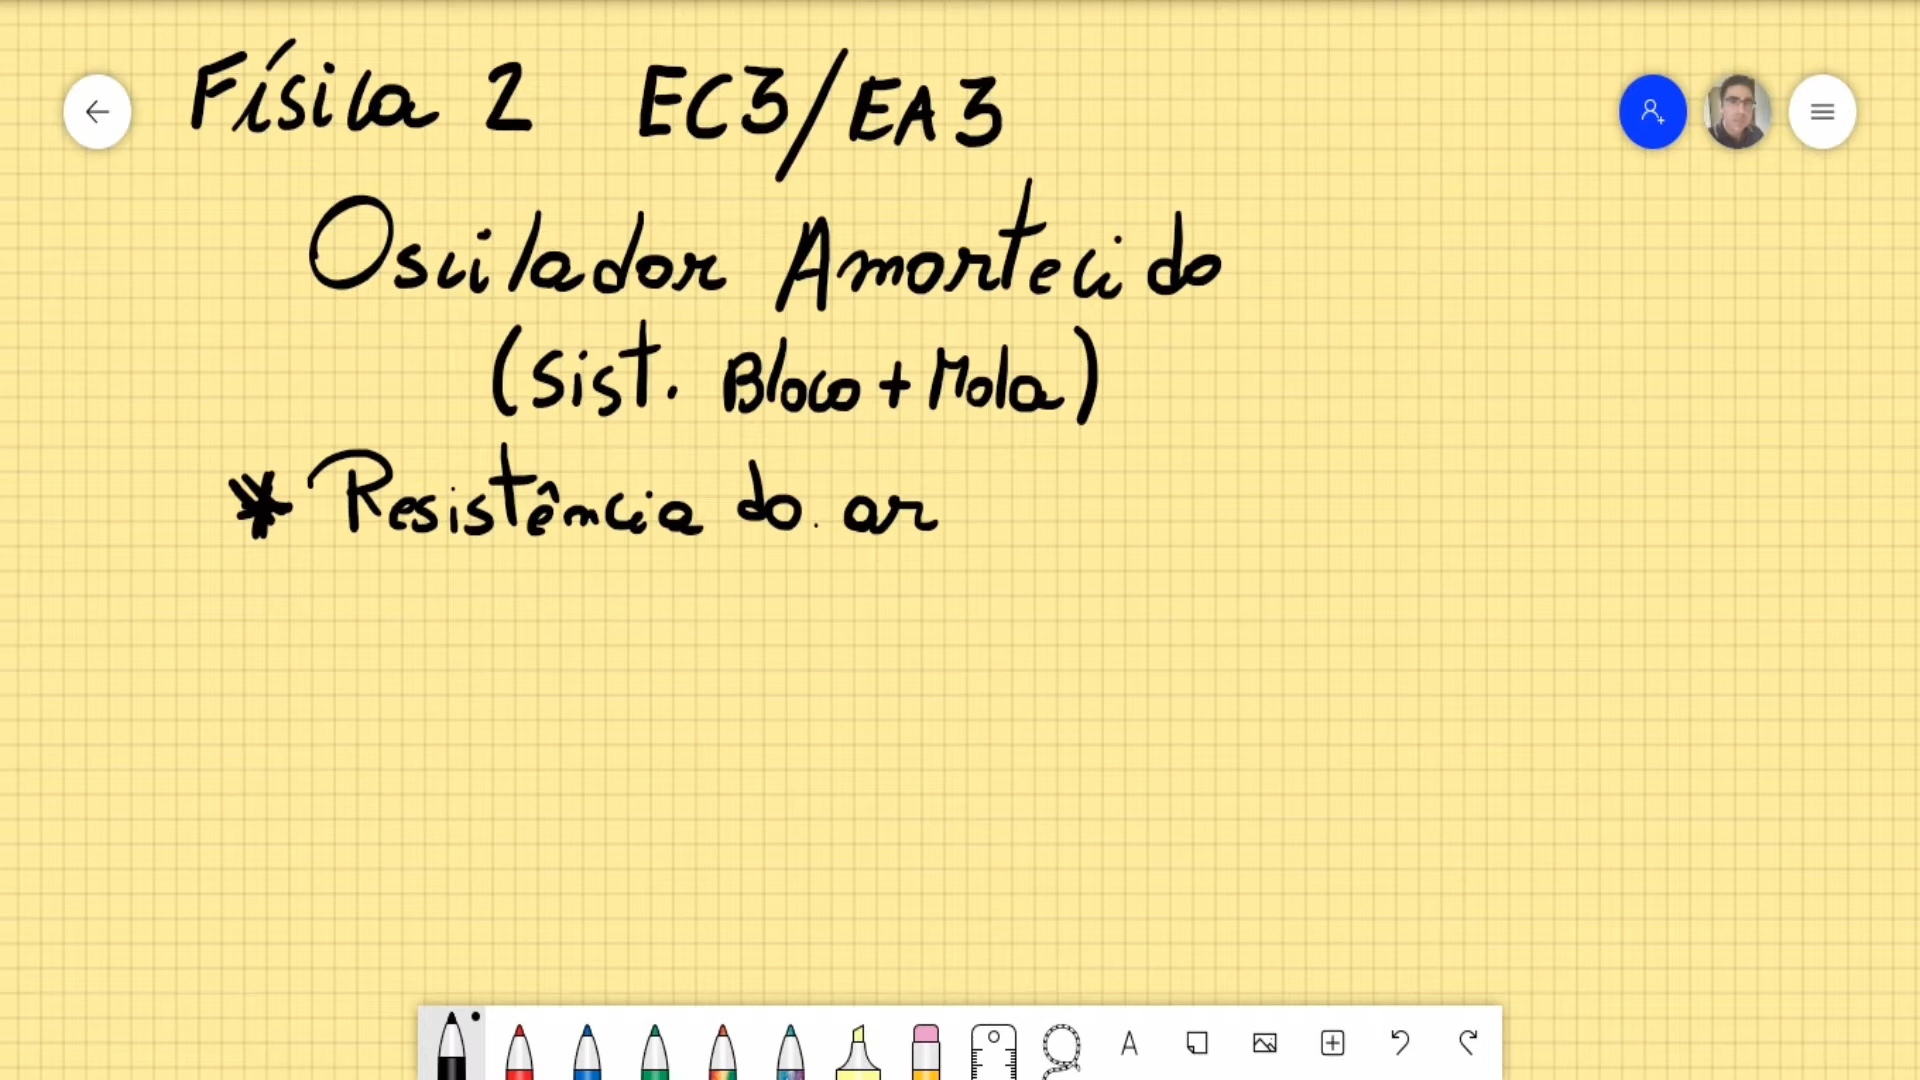 Física 2 EC3/EA3
Oscilador Amortecido
(Sist. Bloco + Mola)
* Resistência do ar
A